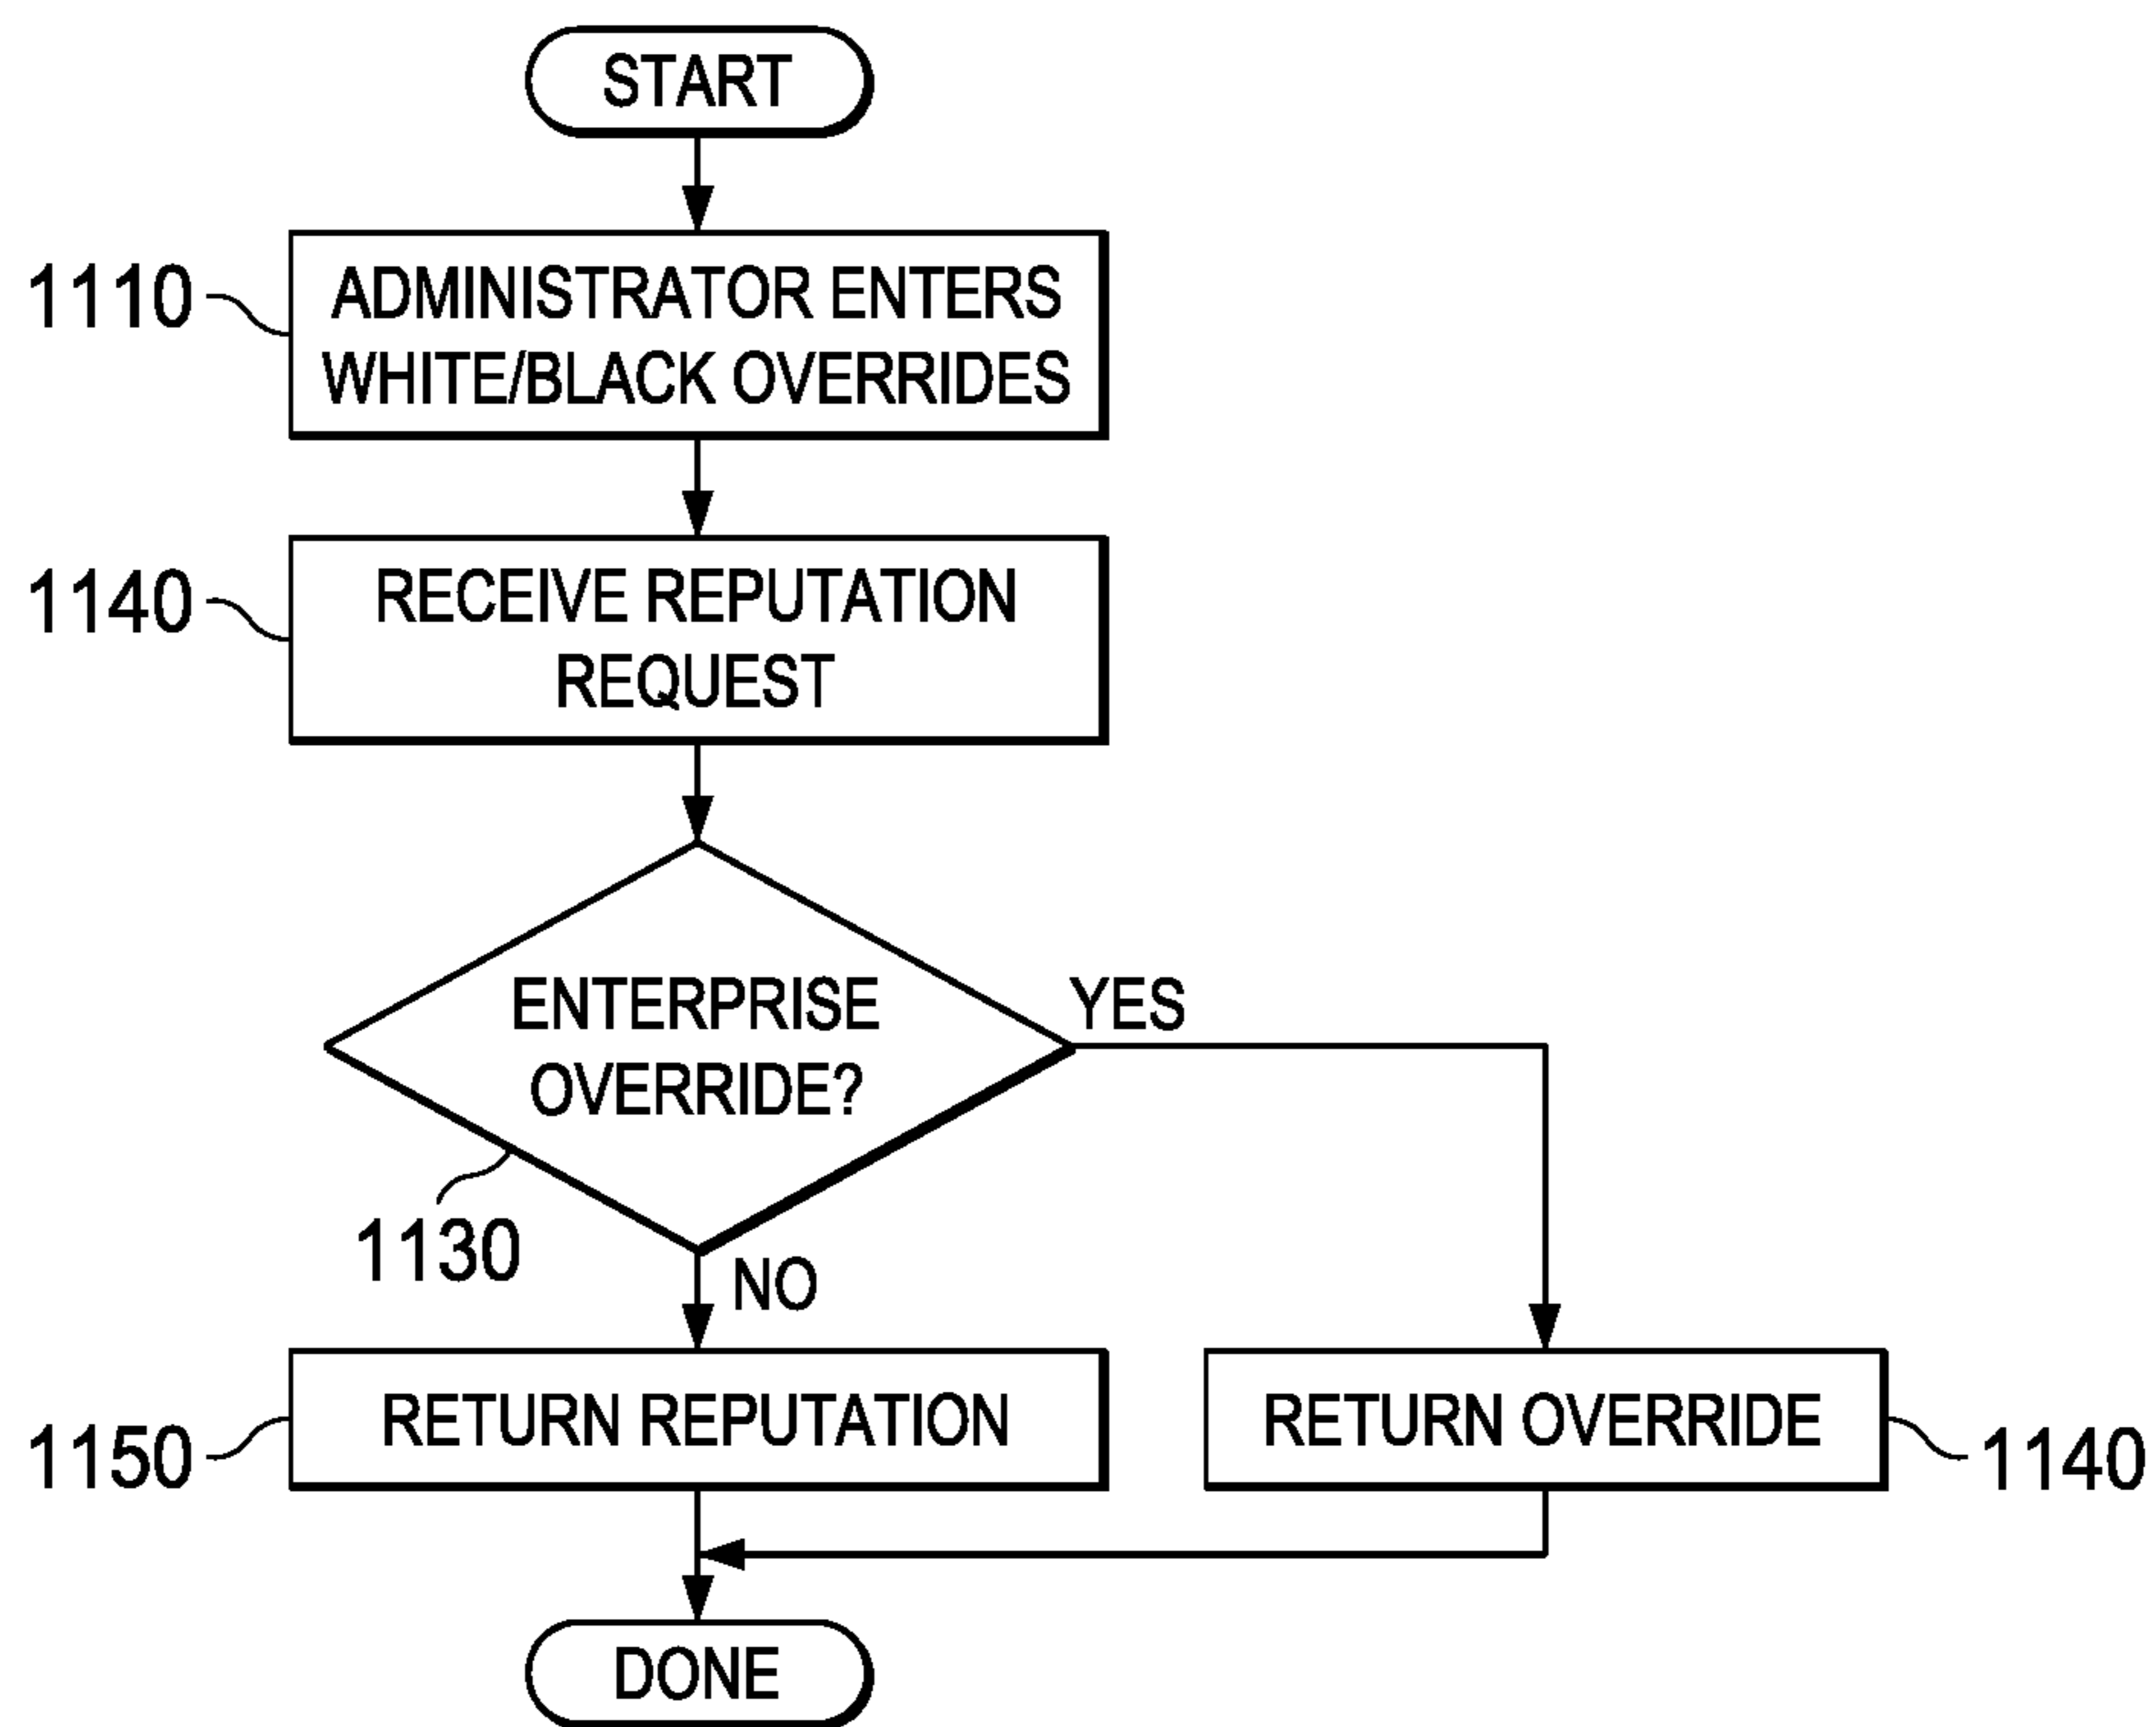 START
1110
ADMINISTRATOR ENTERS
WHITE/BLACK OVERRIDES
1140
RECEIVE REPUTATION
REQUEST
ENTERPRISE
OVERRIDE?
YES
1130
NO
1150
RETURN REPUTATION
RETURN OVERRIDE
1140
DONE